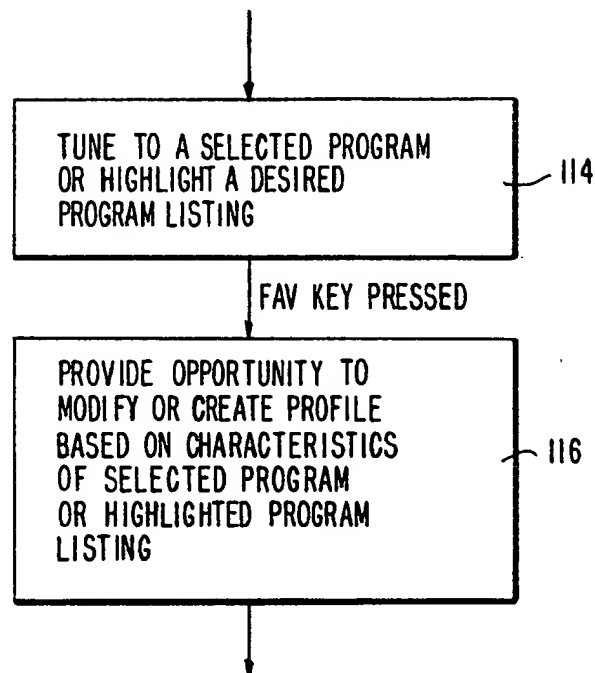 TUNE TO A SELECTED PROGRAM
OR HIGHLIGHT A DESIRED
PROGRAM LISTING
114
FAV KEY PRESSED
PROVIDE OPPORTUNITY TO
MODIFY OR CREATE PROFILE
BASED ON CHARACTERISTICS
OF SELECTED PROGRAM
OR HIGHLIGHTED PROGRAM
LISTING
116